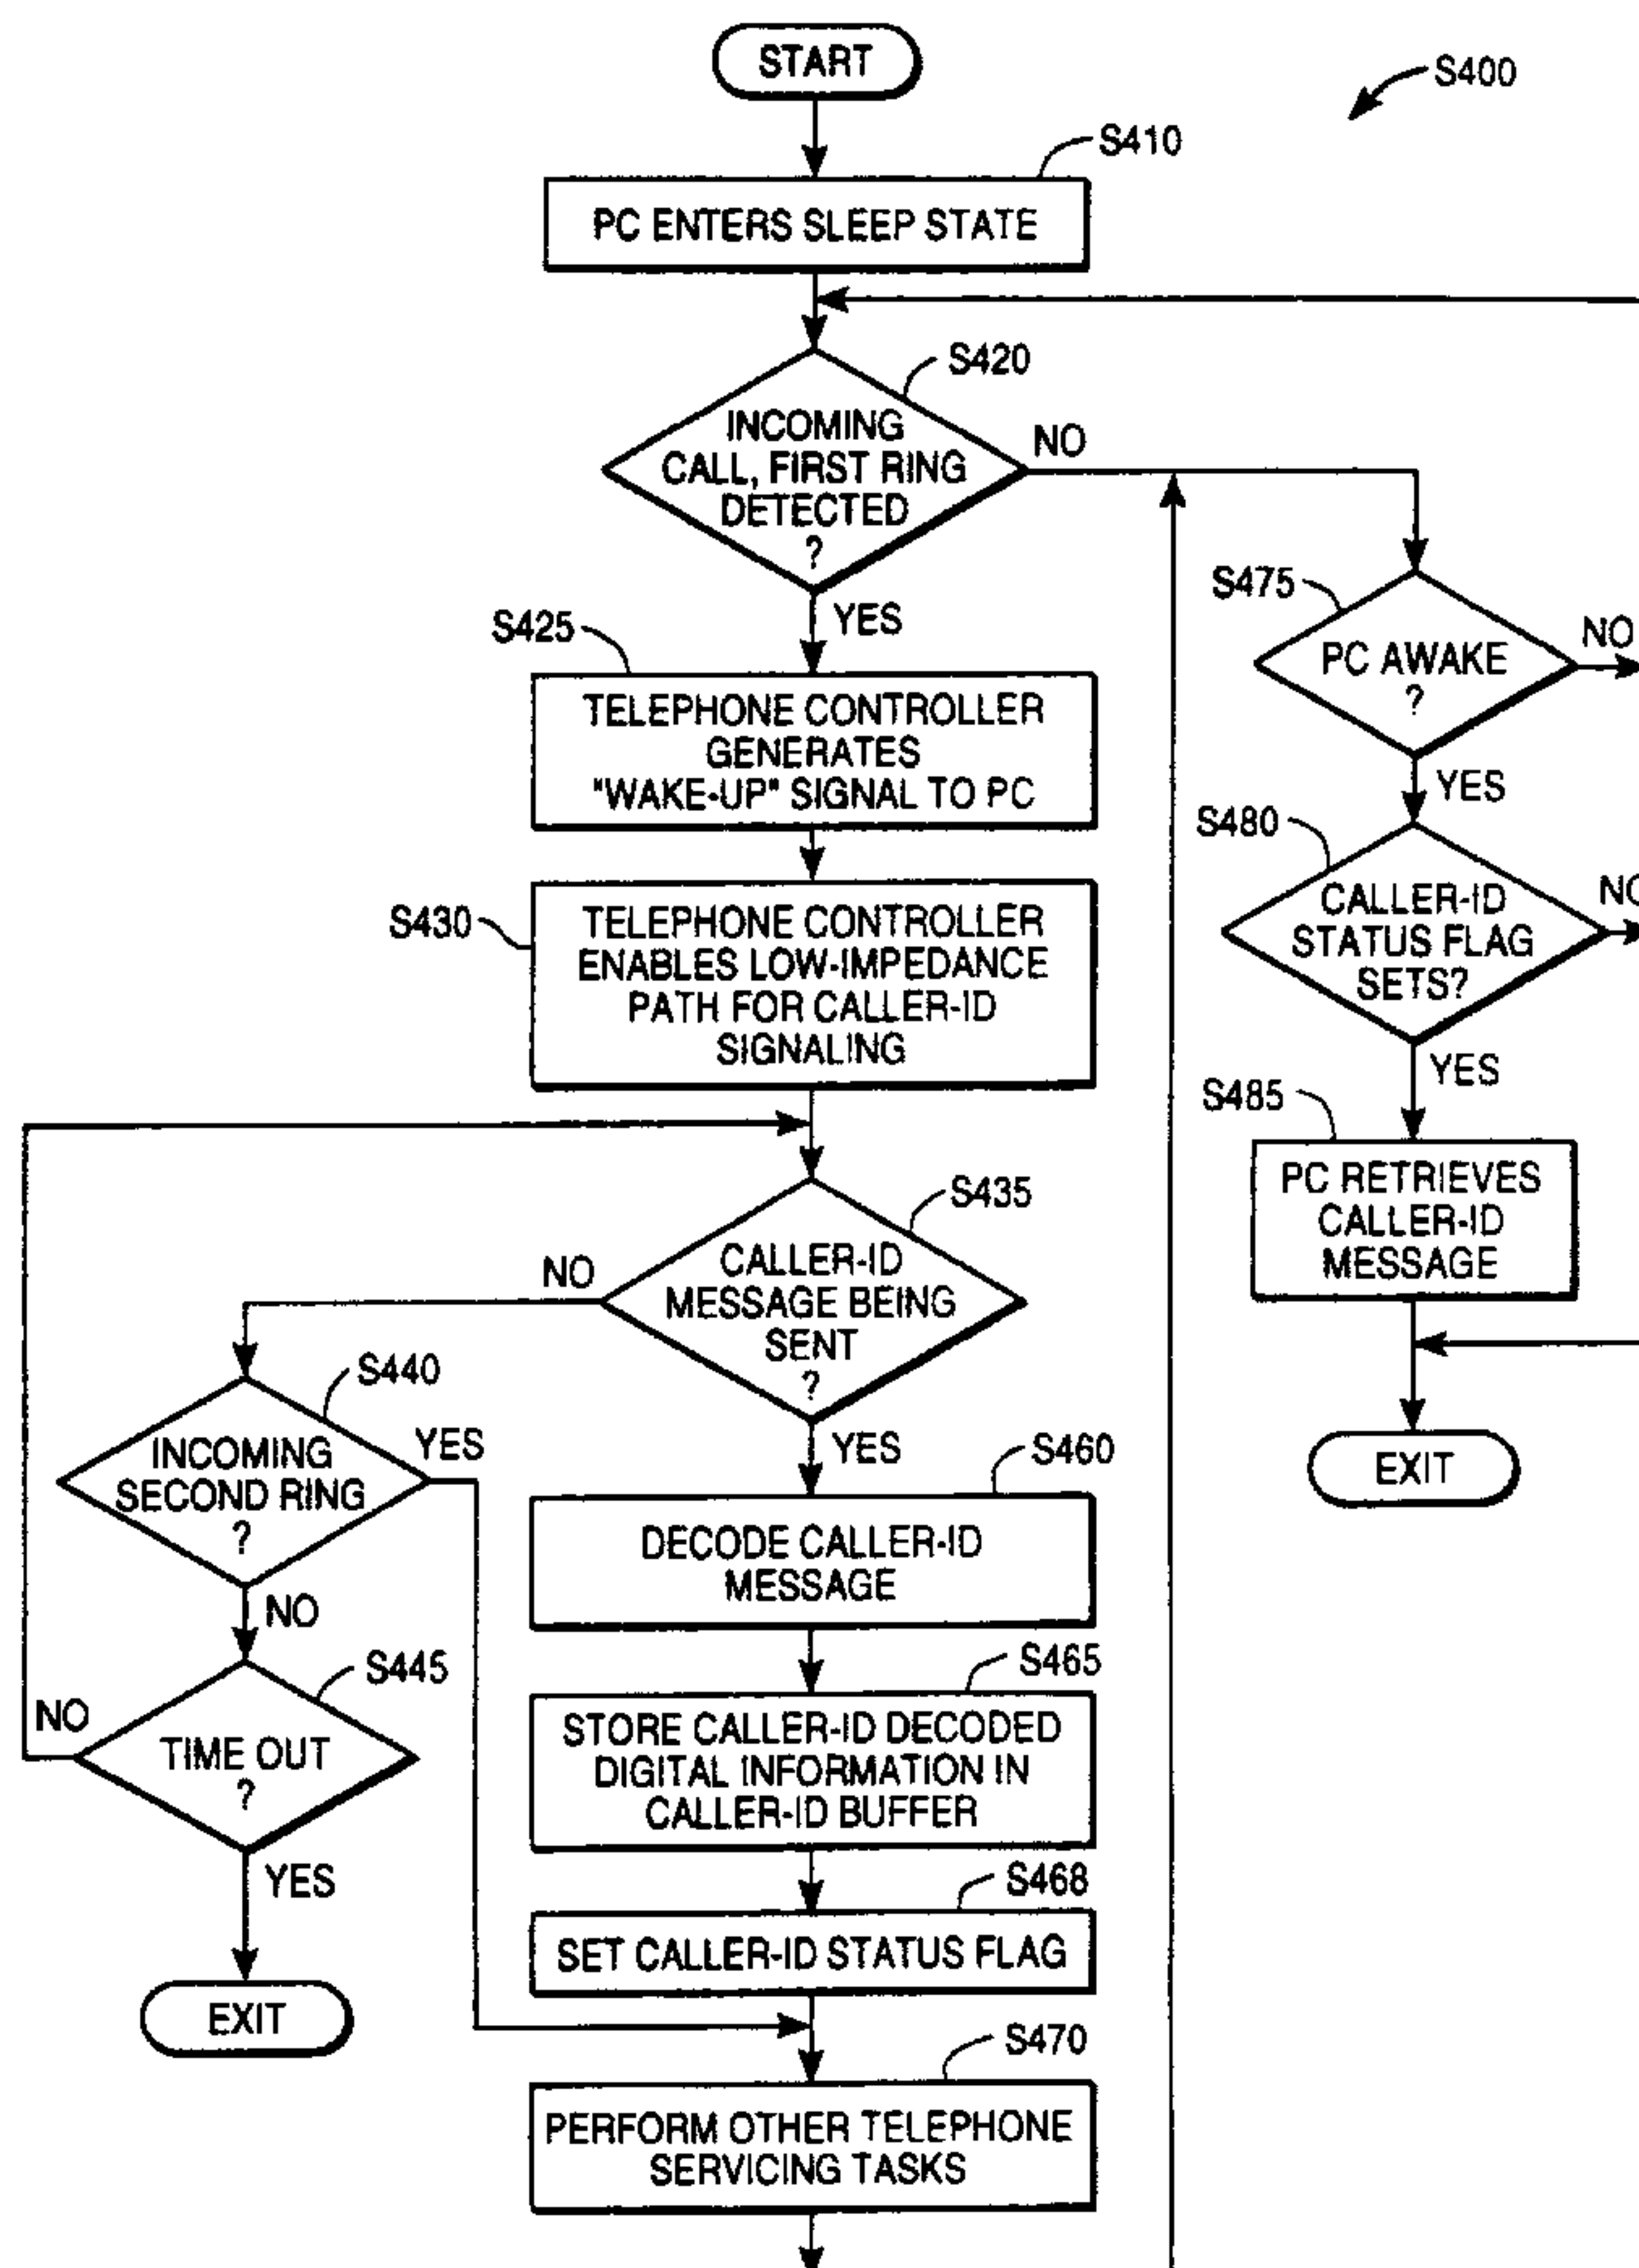 START
S400
S410
PC ENTERS SLEEP STATE
S420
INCOMING
CALL, FIRST RING
DETECTED
?
NO
YES
S425
TELEPHONE CONTROLLER
GENERATES
"WAKE-UP" SIGNAL TO PC
S430
TELEPHONE CONTROLLER
ENABLES LOW-IMPEDANCE
PATH FOR CALLER-ID
SIGNALING
S435
CALLER-ID
MESSAGE BEING
SENT
?
NO
YES
S440
INCOMING
SECOND RING
?
YES
NO
S445
TIME OUT
?
NO
YES
EXIT
S460
DECODE CALLER-ID
MESSAGE
S465
STORE CALLER-ID DECODED
DIGITAL INFORMATION IN
CALLER-ID BUFFER
S468
SET CALLER-ID STATUS FLAG
S470
PERFORM OTHER TELEPHONE
SERVICING TASKS
S475
PC AWAKE
?
NO
YES
S480
CALLER-ID
STATUS FLAG
SETS?
NO
YES
S485
PC RETRIEVES
CALLER-ID
MESSAGE
EXIT